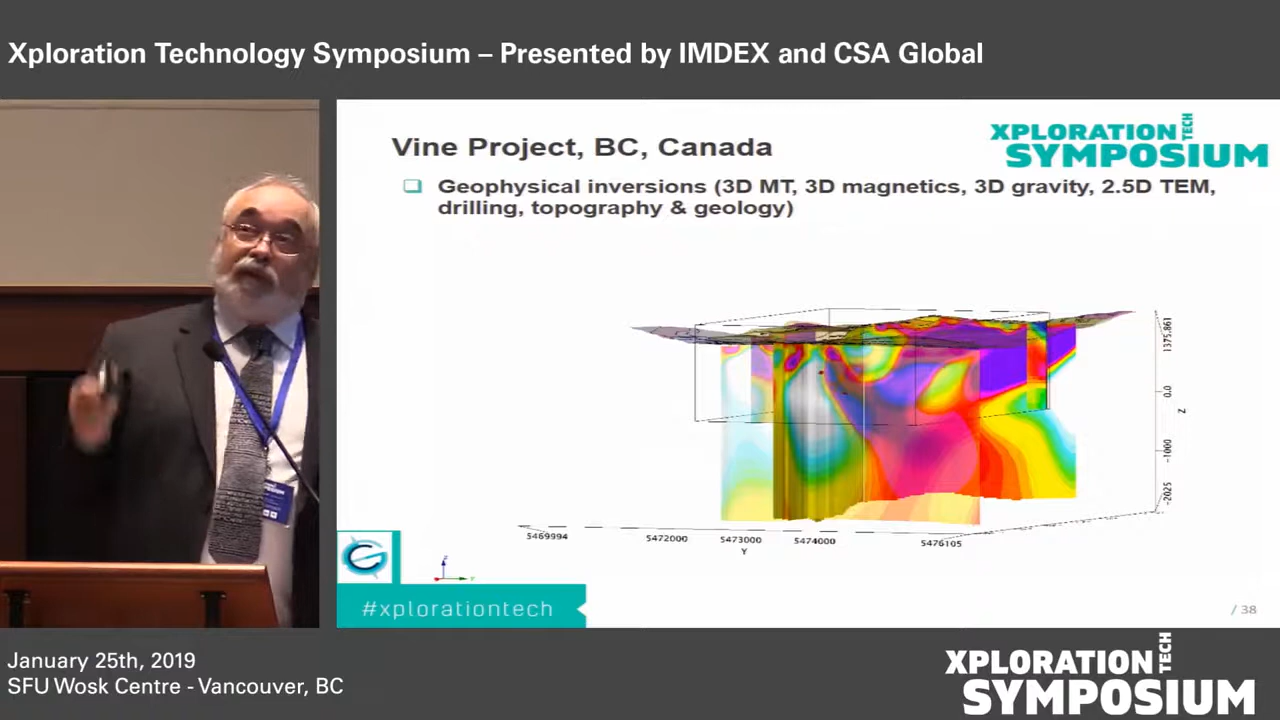 Xploration Technology Symposium – Presented by IMDEX and CSA Global
XPLORATION TECH
SYMPOSIUM
Vine Project, BC, Canada
Geophysical inversions (3D MT, 3D magnetics, 3D gravity, 2.5D TEM,
drilling, topography & geology)
1375.861
0.0
Z
-1000
-2025
5469994
5472000
5473000
5474000
5476105
Y
#xplorationtech
/ 38
January 25th, 2019
SFU Wosk Centre - Vancouver, BC
XPLORATION TECH
SYMPOSIUM